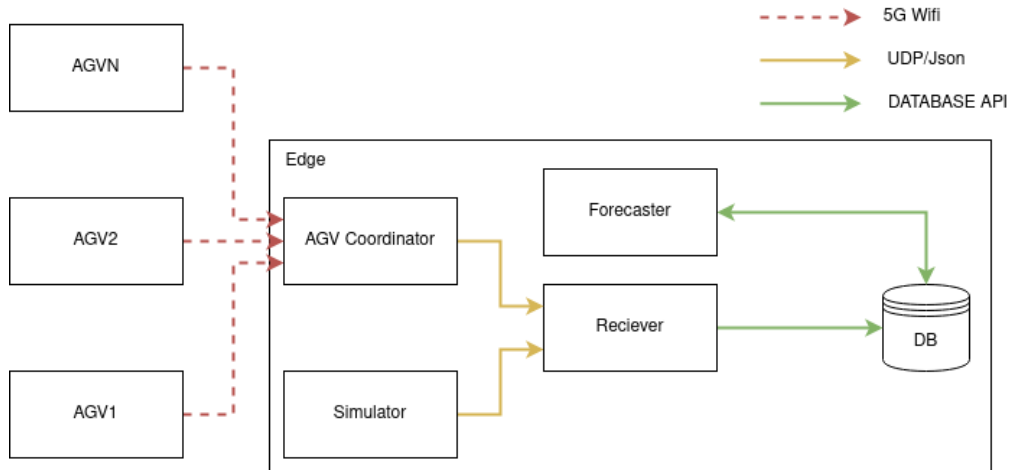 5G Wifi
AGVN
UDP/Json
DATABASE API
Edge
Forecaster
AGV2
AGV Coordinator
Reciever
DB
AGV1
Simulator